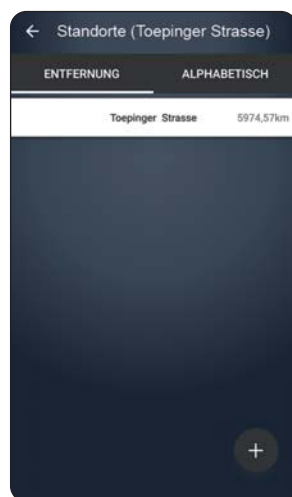 Standorte (Toepinger Strasse)
ENTFERNUNG ALPHABETISCH
Toepinger Strasse 5974,57km